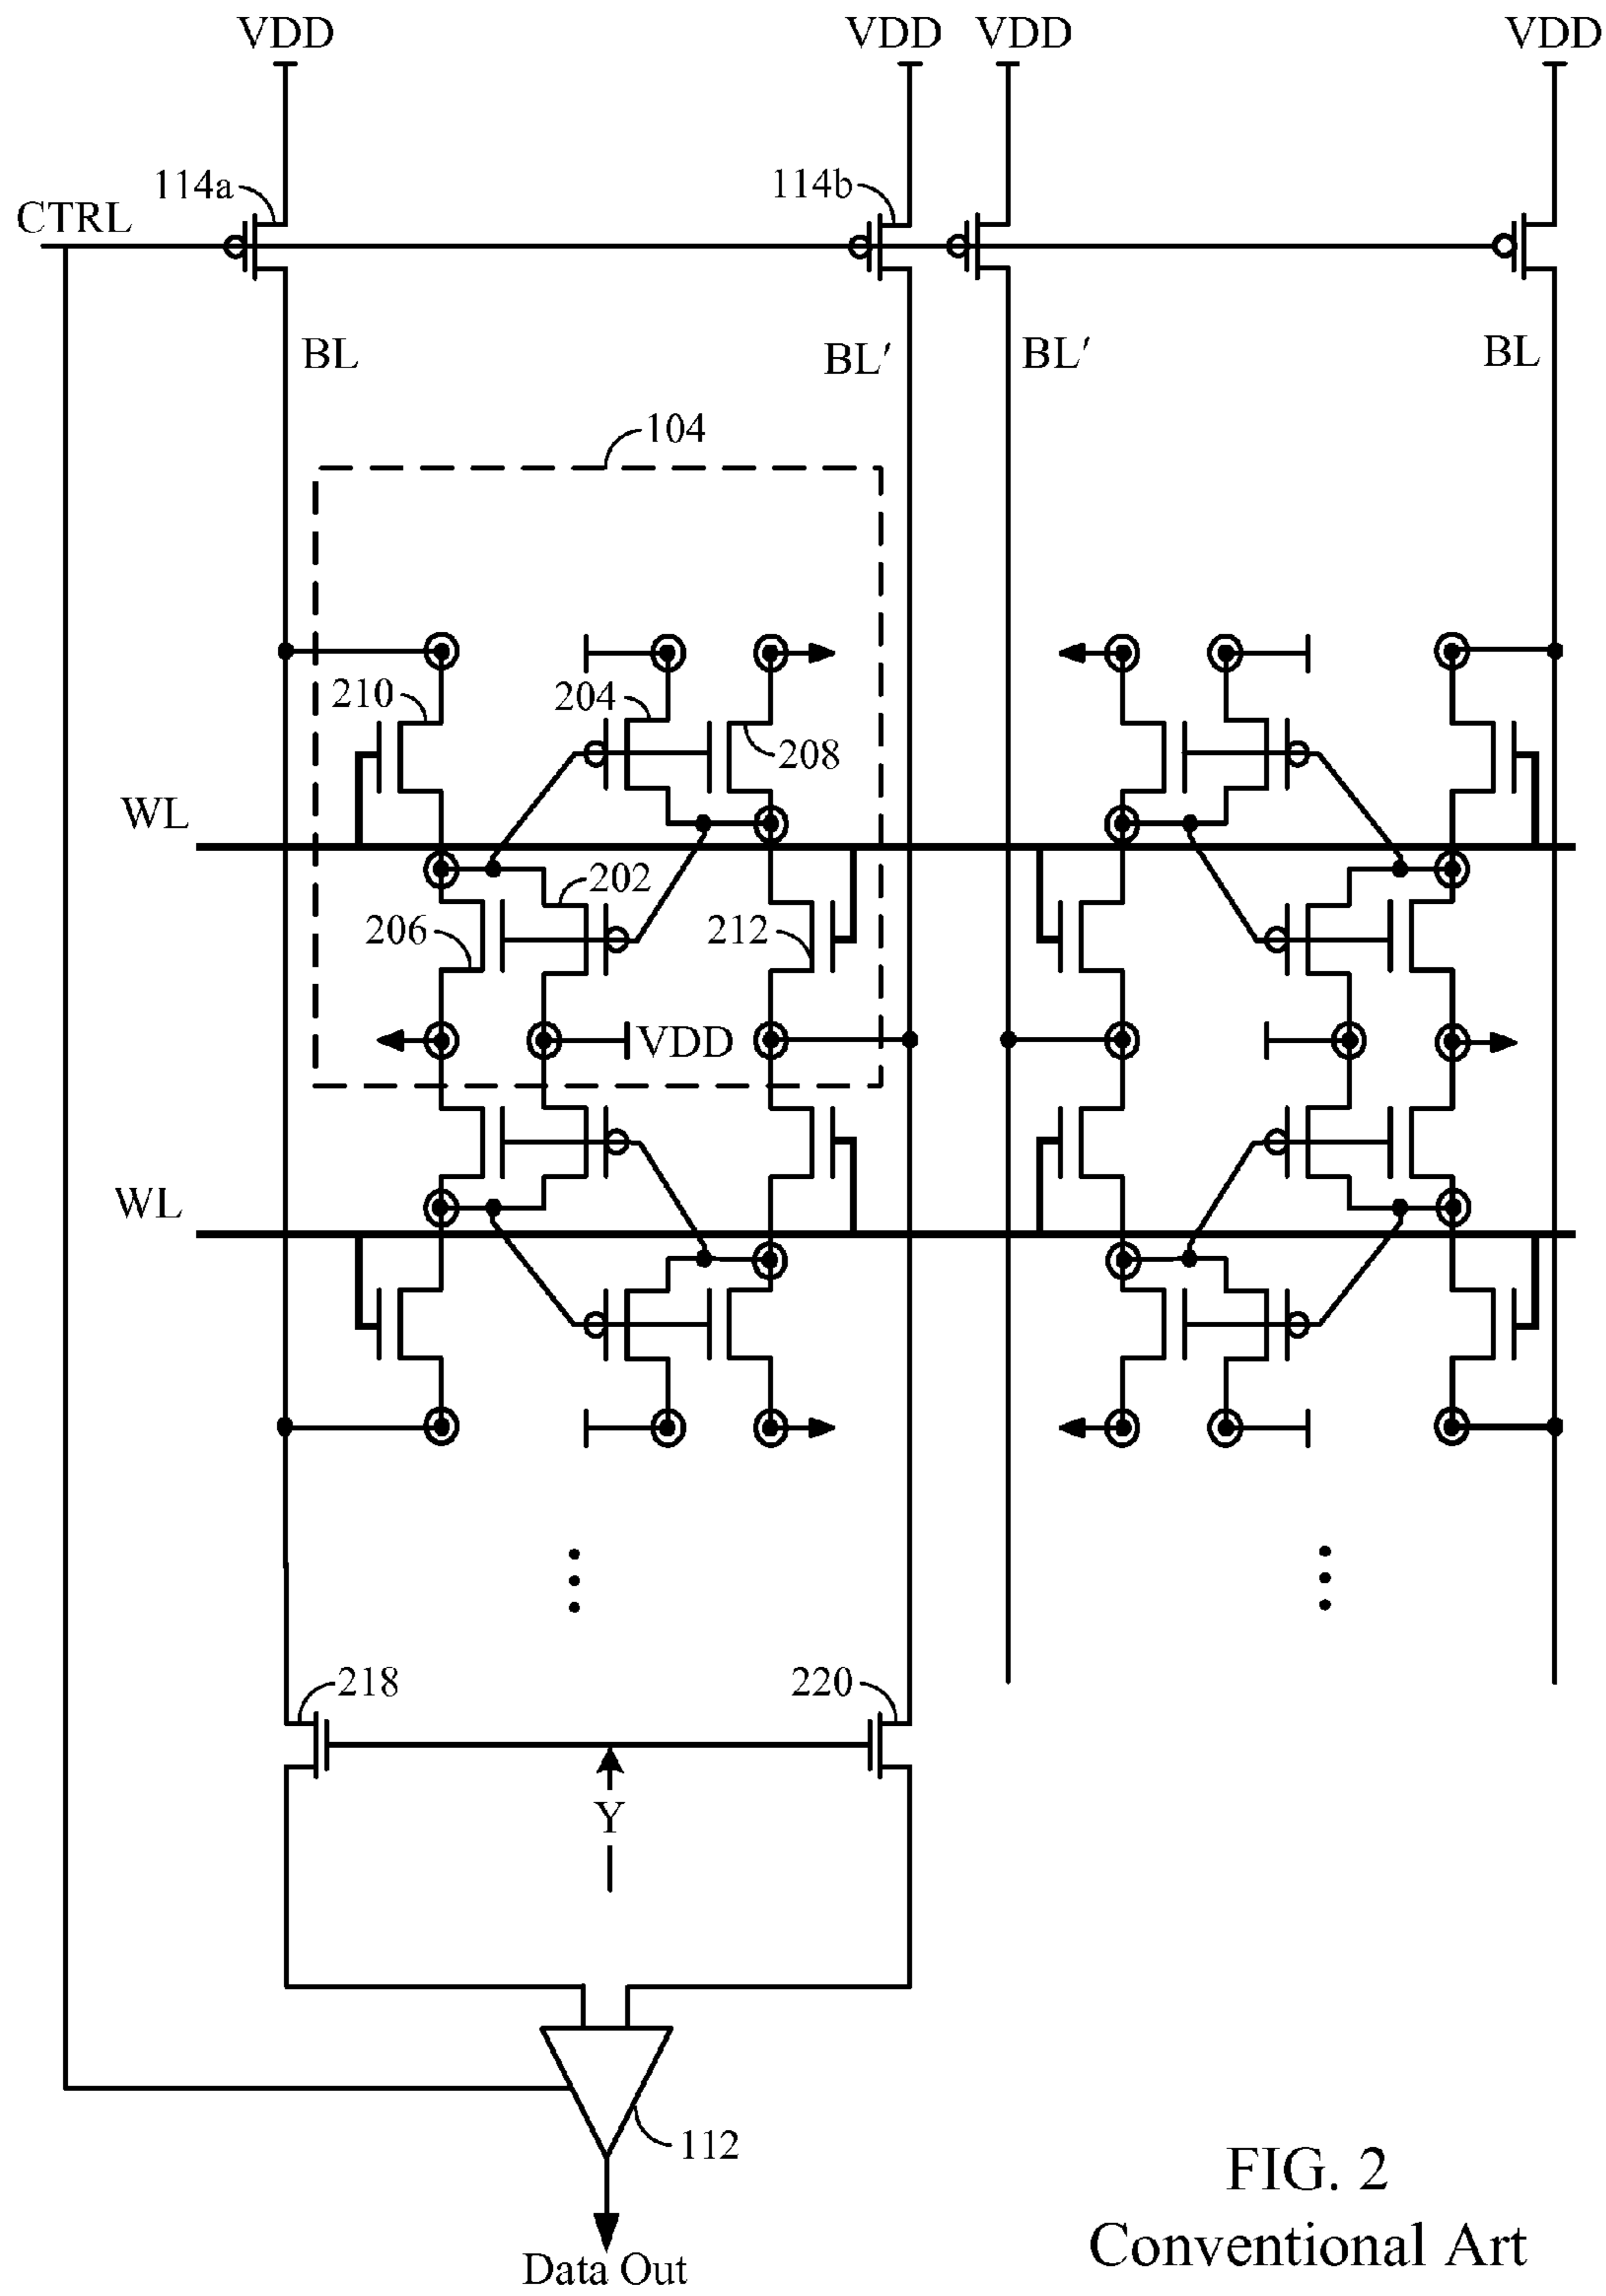 VDD
VDD
VDD
VDD
114a
114b
CTRL
BL
BL′
BL′
BL
104
210
204
208
WL
202
206
212
VDD
WL
218
220
Y
112
Data Out
FIG. 2
Conventional Art